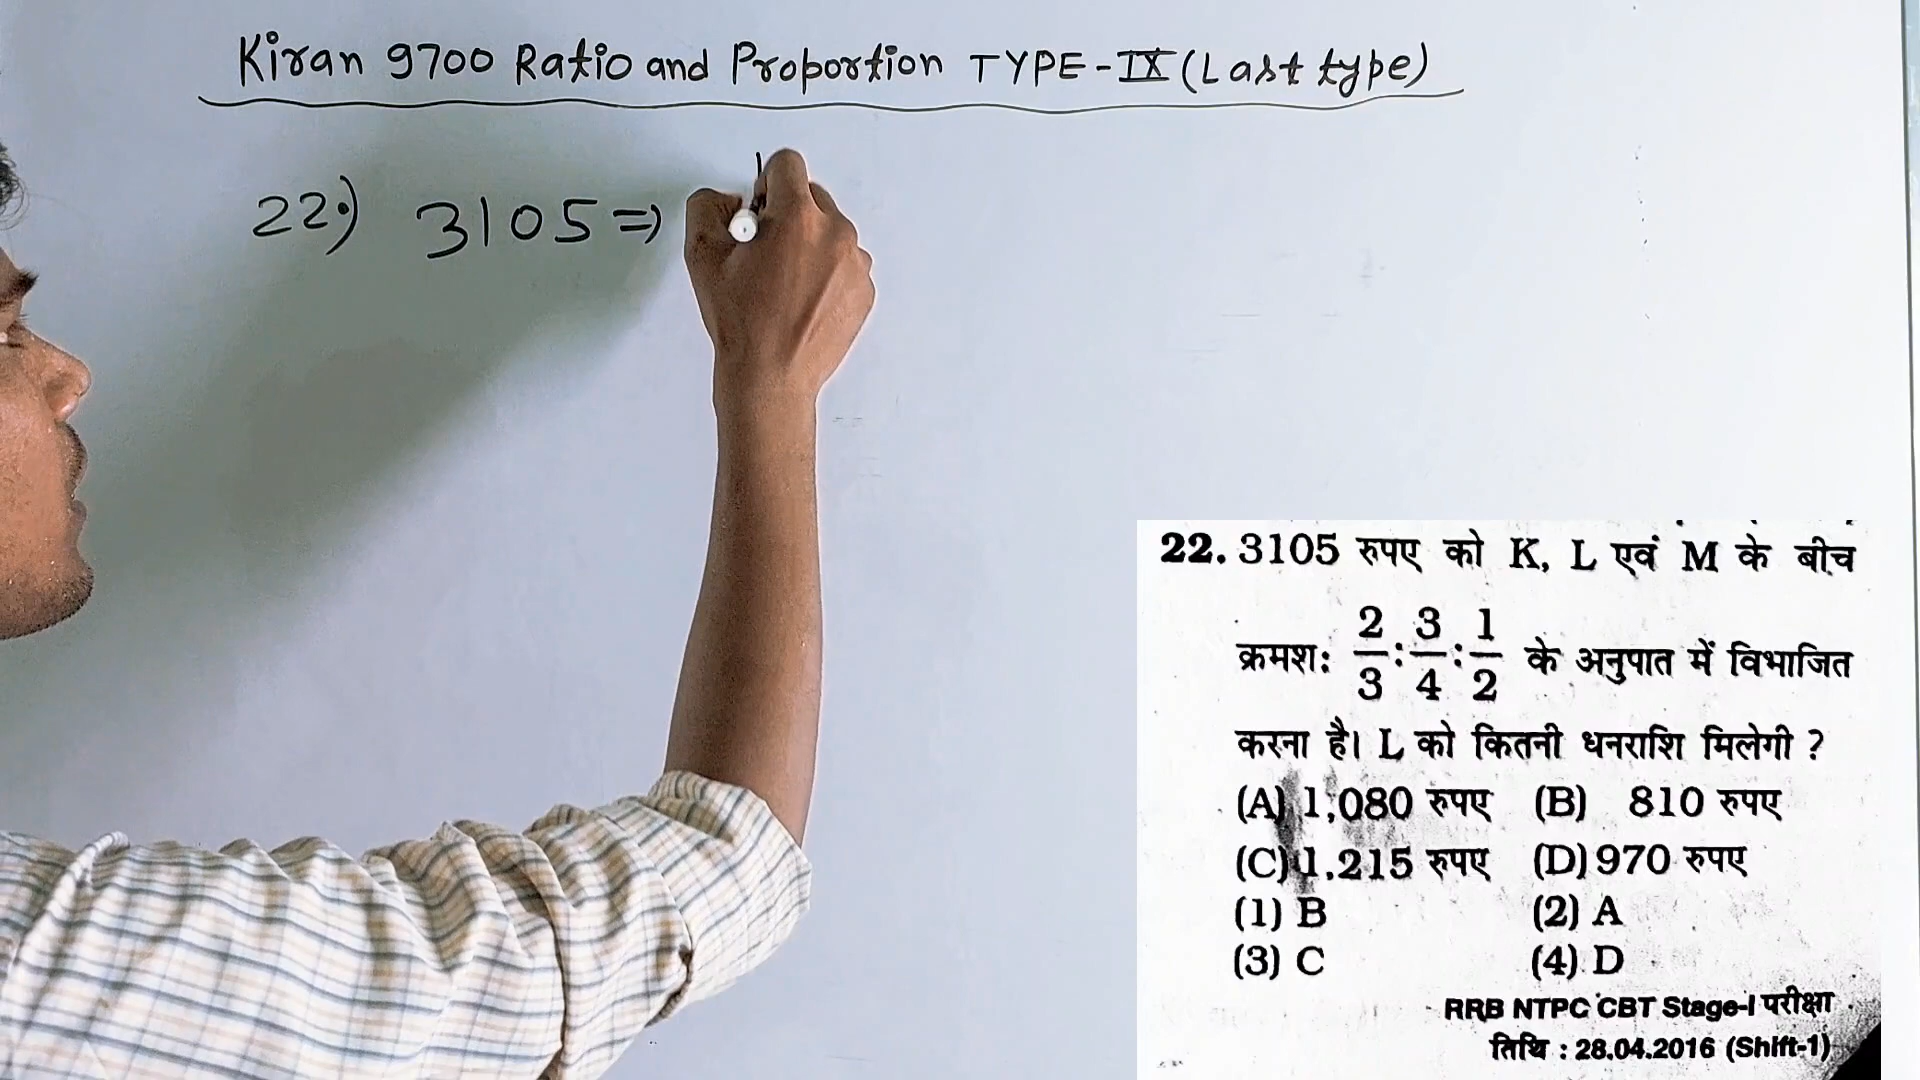 Kiran 9700 Ratio and Proportion TYPE-IX (Last type)
22.) 3105 ⇒
22. 3105 रुपए को K, L एवं M के बीच
क्रमश: 2/3 : 3/4 : 1/2 के अनुपात में विभाजित
करना है। L को कितनी धनराशि मिलेगी ?
(A) 1,080 रुपए (B) 810 रुपए
(C) 1,215 रुपए (D) 970 रुपए
(1) B (2) A
(3) C (4) D
RRB NTPC CBT Stage-I परीक्षा
तिथि : 28.04.2016 (Shift-1)